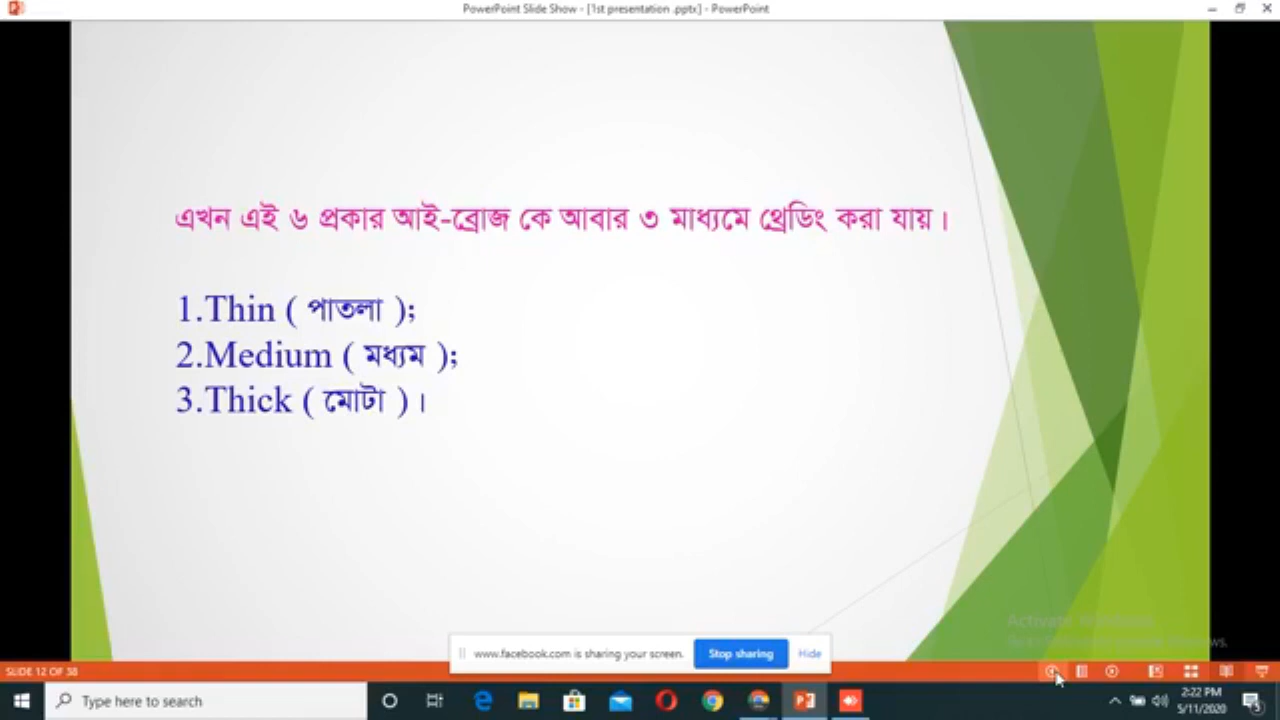 PowerPoint Slide Show - [1st presentation .pptx] - PowerPoint
এখন এই ৬ প্রকার আই-ব্রোজ কে আবার ৩ মাধ্যমে থ্রেডিং করা যায়।
1.Thin ( পাতলা );
2.Medium ( মধ্যম );
3.Thick ( মোটা )।
Activate Windows
www.facebook.com is sharing your screen.
Stop sharing
Hide
SLIDE 12 OF 38
Type here to search
2:22 PM
5/11/2020